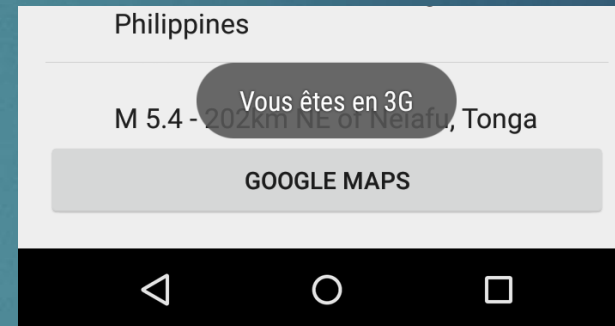 Philippines
Vous êtes en 3G
M 5.4 - 202km NE of Neiafu, Tonga
GOOGLE MAPS